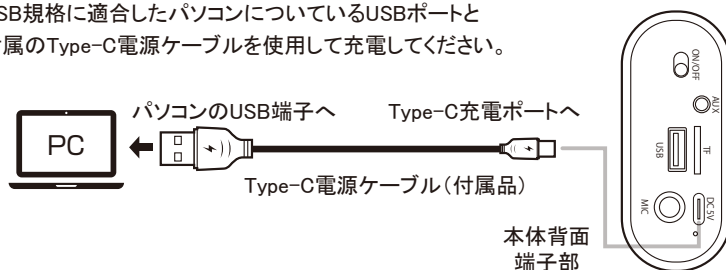 SB規格に適合したパソコンについているUSBポートと
属のType-C電源ケーブルを使用して充電してください。
パソコンのUSB端子へ
Type-C充電ポートへ
PC
Type-C電源ケーブル（付属品）
本体背面
端子部
ON/OFF
AUX
TF
USB
MIC
DC 5V